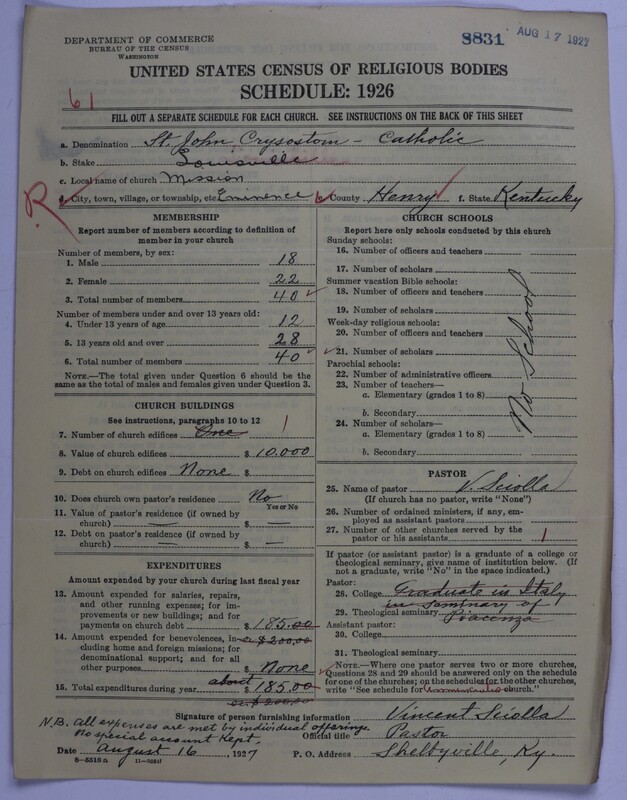 DEPARTMENT OF COMMERCE
BUREAU OF THE CENSUS
WASHINGTON
8831 AUG 17 1927
UNITED STATES CENSUS OF RELIGIOUS BODIES
SCHEDULE: 1926
61
FILL OUT A SEPARATE SCHEDULE FOR EACH CHURCH. SEE INSTRUCTIONS ON THE BACK OF THIS SHEET
a. Denomination St. John Crysostom - Catholic
b. Stake Louisville
c. Local name of church Mission
R
d. City, town, village, or township, etc Eminence e. County Henry f. State Kentucky
MEMBERSHIP
Report number of members according to definition of
member in your church
Number of members, by sex:
1. Male 18
2. Female 22
3. Total number of members 40
Number of members under and over 13 years old:
4. Under 13 years of age 12
5. 13 years old and over 28
6. Total number of members 40
NOTE.—The total given under Question 6 should be
same as the total of males and females given under Question 3.
CHURCH BUILDINGS
See instructions, paragraphs 10 to 12
7. Number of church edifices One 1
8. Value of church edifices $ 10.000
9. Debt on church edifices None $
10. Does church own pastor's residence No
Yes or No
11. Value of pastor's residence (if owned by
church) — $ —
12. Debt on pastor's residence (if owned by
church) — $ —
EXPENDITURES
Amount expended by your church during last fiscal year
13. Amount expended for salaries, repairs,
and other running expenses; for im-
provements or new buildings; and for
payments on church debt $ 185.00
14. Amount expended for benevolences, in- $200.00
cluding home and foreign missions; for
denominational support; and for all
other purposes $ None
15. Total expenditures during year about $ 185.00
$200.00
CHURCH SCHOOLS
Report here only schools conducted by this church
Sunday schools:
16. Number of officers and teachers
17. Number of scholars
Summer vacation Bible schools:
18. Number of officers and teachers
19. Number of scholars
Week-day religious schools:
20. Number of officers and teachers
21. Number of scholars
Parochial schools:
22. Number of administrative officers
23. Number of teachers—
a. Elementary (grades 1 to 8)
b. Secondary
24. Number of scholars—
a. Elementary (grades 1 to 8)
b. Secondary
No School
PASTOR
25. Name of pastor V. Sciolla
(If church has no pastor, write "None")
26. Number of ordained ministers, if any, em-
ployed as assistant pastors
27. Number of other churches served by the
pastor or his assistants 1
If pastor (or assistant pastor) is a graduate of a college or
theological seminary, give name of institution below. (If
not a graduate, write "No" in the space indicated.)
Pastor:
28. College Graduate in Italy
in seminary of
29. Theological seminary Piacenza
Assistant pastor:
30. College
31. Theological seminary
NOTE.—Where one pastor serves two or more churches,
Questions 28 and 29 should be answered only on the schedule
for one of the churches; on the schedules for the other churches,
write "See schedule for church."
Signature of person furnishing information Vincent Sciolla
N.B. All expenses are met by individual offerings.
No special account kept.
Official title Pastor
Date August 16, 1927 P. O. Address Shelbyville, Ky.
8—5518a 11—9924f